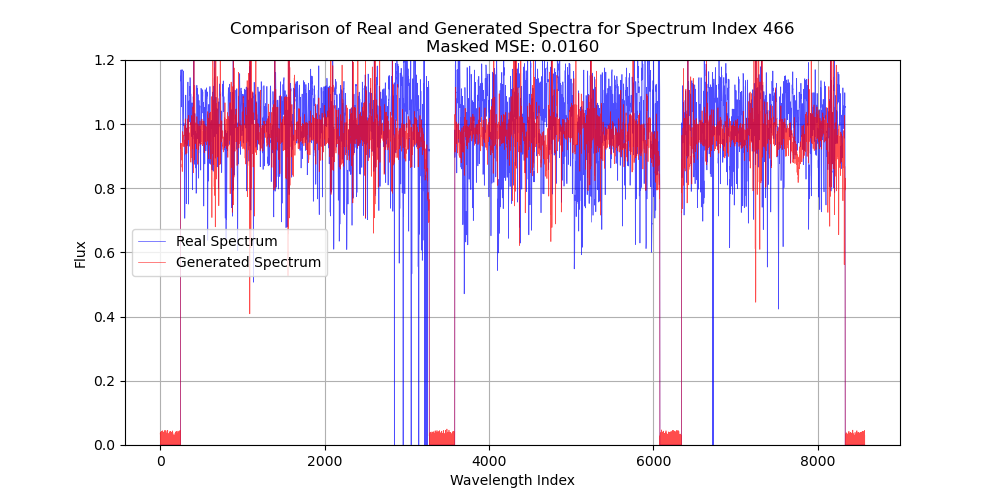 Comparison of Real and Generated Spectra for Spectrum Index 466
Masked MSE: 0.0160
1.2
1.0
0.8
0.6
0.4
0.2
0.0
Flux
Real Spectrum
Generated Spectrum
0 2000 4000 6000 8000
Wavelength Index